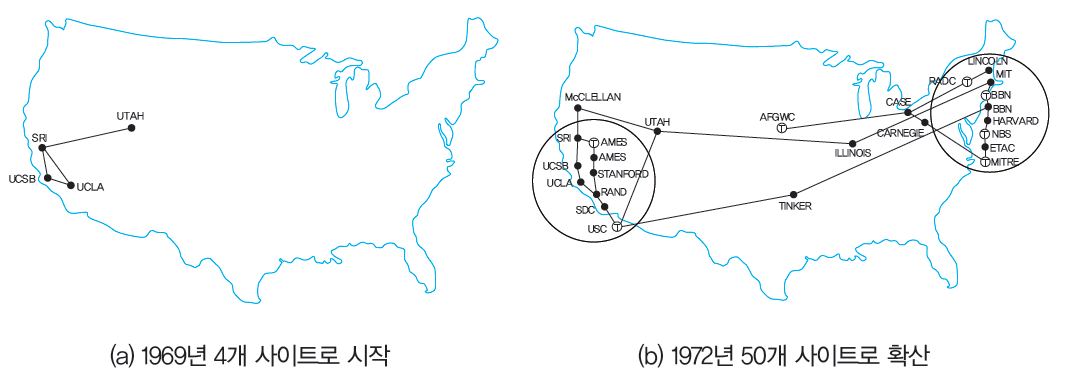 UTAH
SRI
UCSB
UCLA
(a) 1969년 4개 사이트로 시작
LINCOLN
RADC
MIT
Ⓣ
McCLELLAN
CASE
Ⓣ
BBN
AFGWC
BBN
UTAH
Ⓣ
HARVARD
CARNEGIE
SRI
Ⓣ
AMES
Ⓣ
NBS
ILLINOIS
ETAC
AMES
Ⓣ
MITRE
UCSB
STANFORD
UCLA
RAND
TINKER
SDC
USC
Ⓣ
(b) 1972년 50개 사이트로 확산